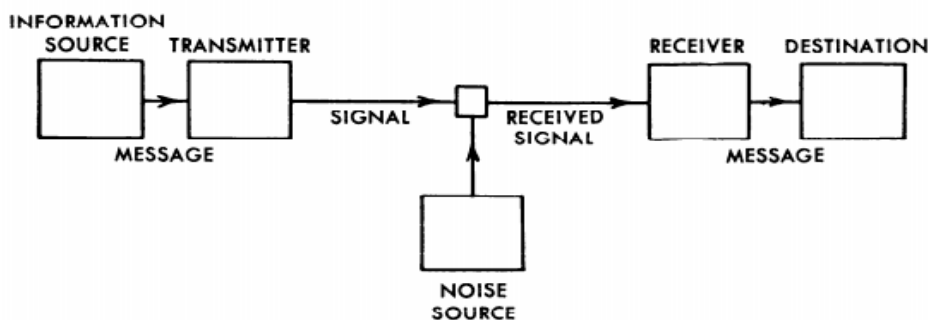 INFORMATION
SOURCE
TRANSMITTER
RECEIVER
DESTINATION
SIGNAL
RECEIVED
SIGNAL
MESSAGE
MESSAGE
NOISE
SOURCE